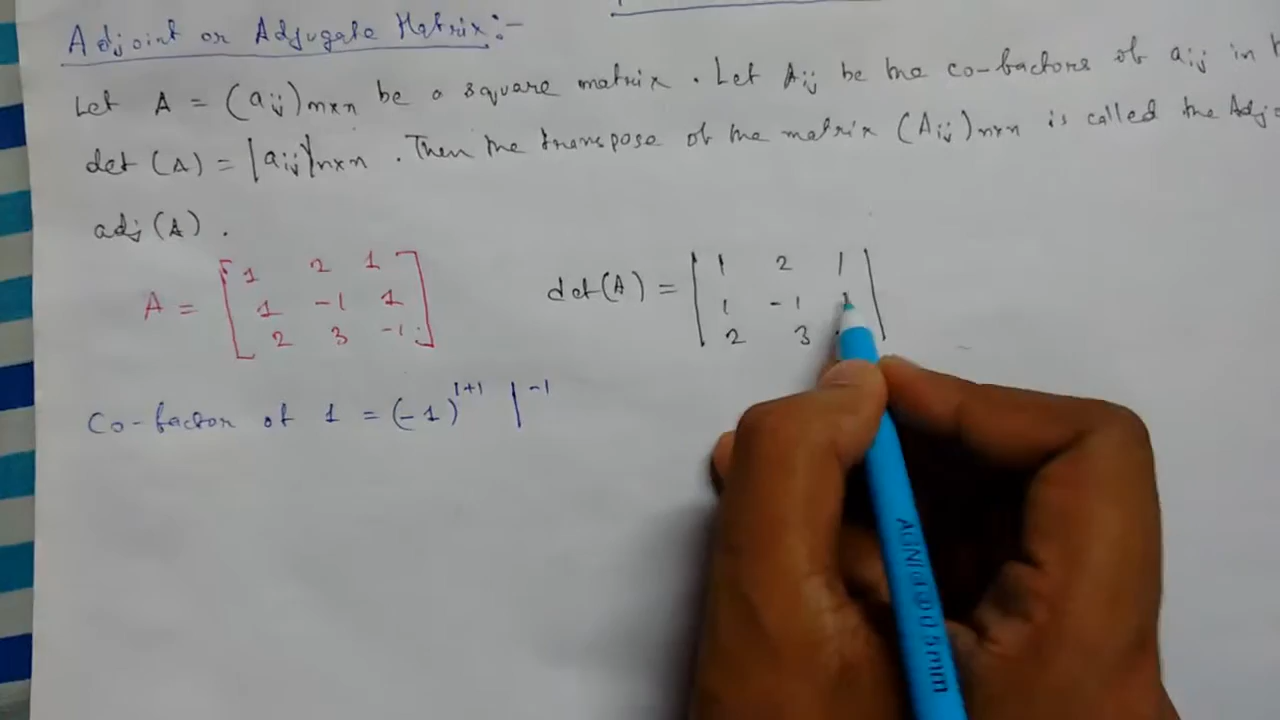 Adjoint or Adjugate Matrix:-
Let A = (aij)nxn be a square matrix. Let Aij be the co-factors of aij in
det (A) = |aij|nxn. Then the transpose of the matrix (Aij)nxn is called the
adj(A).
A = [1 2 1
1 -1 1
2 3 -1]
det(A) = |1 2 1
1 -1 1
2 3
Co-factor of 1 = (-1)^1+1 | -1